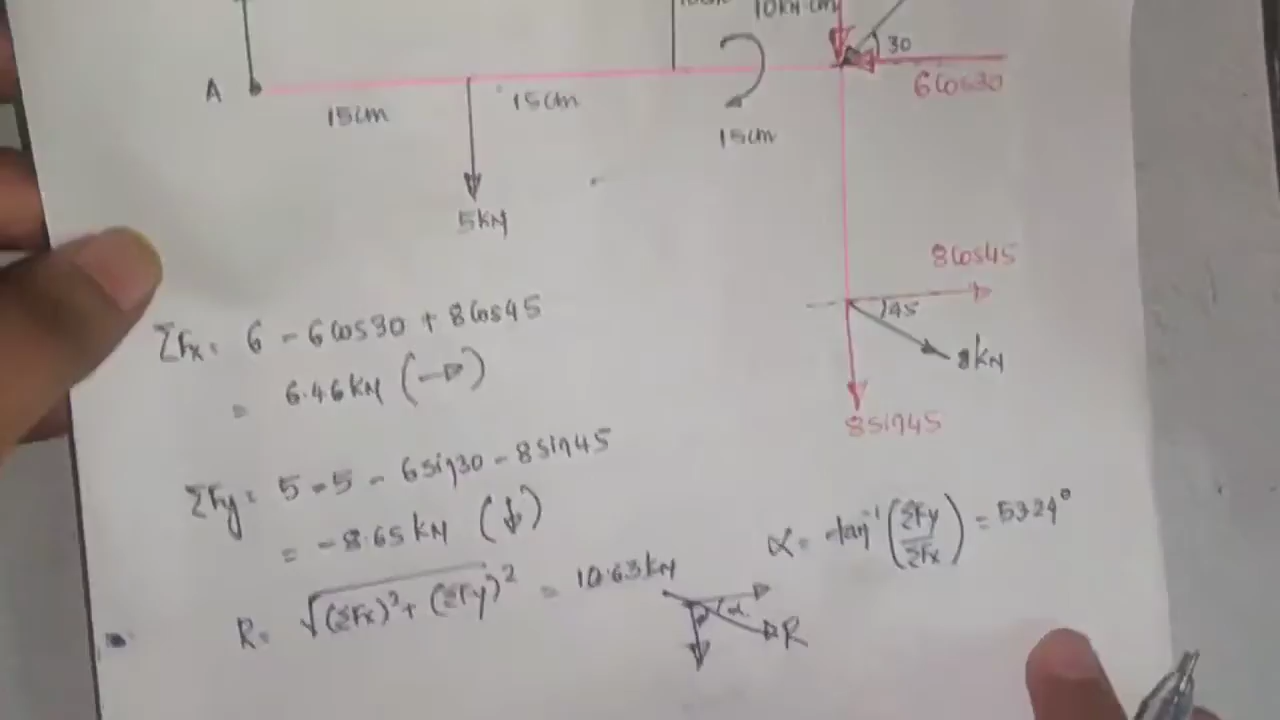 10kN-cm
30
A
6Cos30
15cm
15cm
15cm
5kN
8Cos45
45
8kN
8sin45
ΣFx = 6 - 6Cos30 + 8Cos45
= 6.46 kN (→)
ΣFy = 5 - 5 - 6sin30 - 8sin45
= -8.65 kN (↓)
α = tan⁻¹(ΣFy/ΣFx) = 53.24°
R = √(ΣFx)² + (ΣFy)² = 10.63kN
α
R